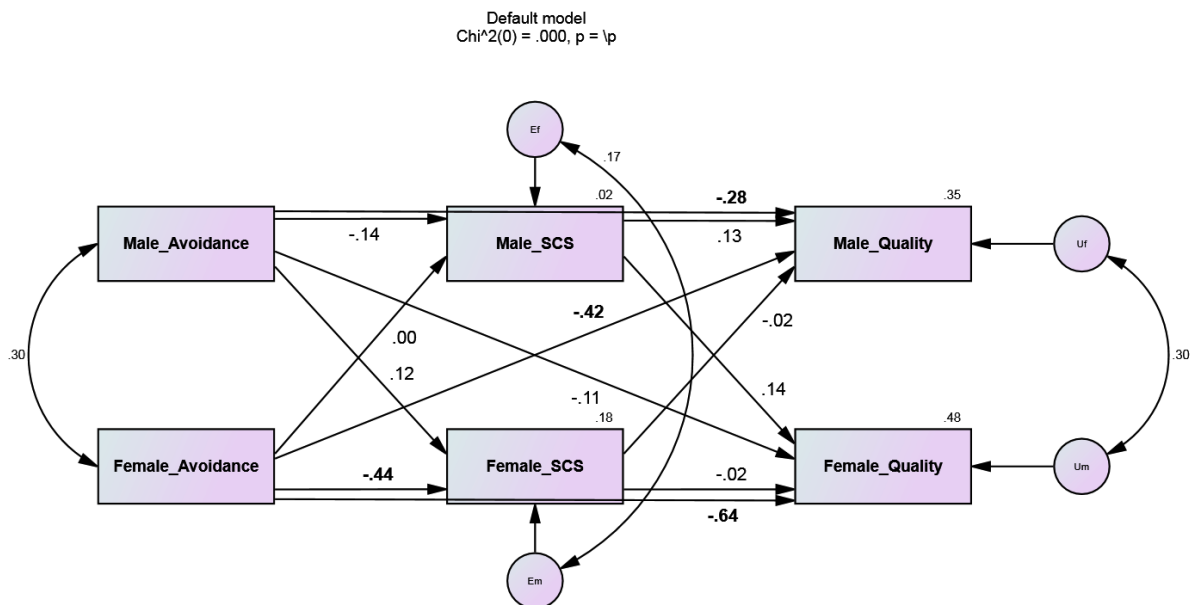 Default model
Chi^2(0) = .000, p = \p
Ef
.17
.02
-.28
.35
Male_Avoidance
-.14
Male_SCS
.13
Male_Quality
Uf
-.42
-.02
.00
.30
.12
.30
-.11
.14
.18
.48
Female_Avoidance
-.44
Female_SCS
-.02
Female_Quality
Um
-.64
Em